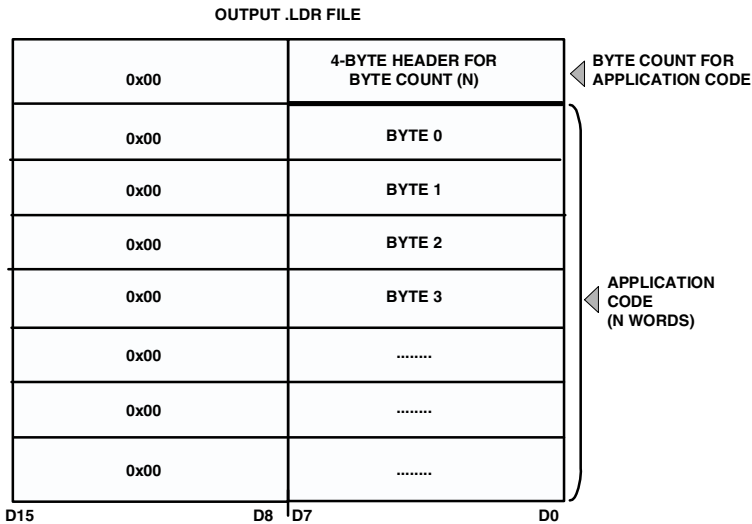 OUTPUT .LDR FILE
0x00
4-BYTE HEADER FOR
BYTE COUNT (N)
BYTE COUNT FOR
APPLICATION CODE
0x00
BYTE 0
0x00
BYTE 1
0x00
BYTE 2
0x00
BYTE 3
APPLICATION
CODE
(N WORDS)
0x00
........
0x00
........
0x00
........
D15
D8
D7
D0